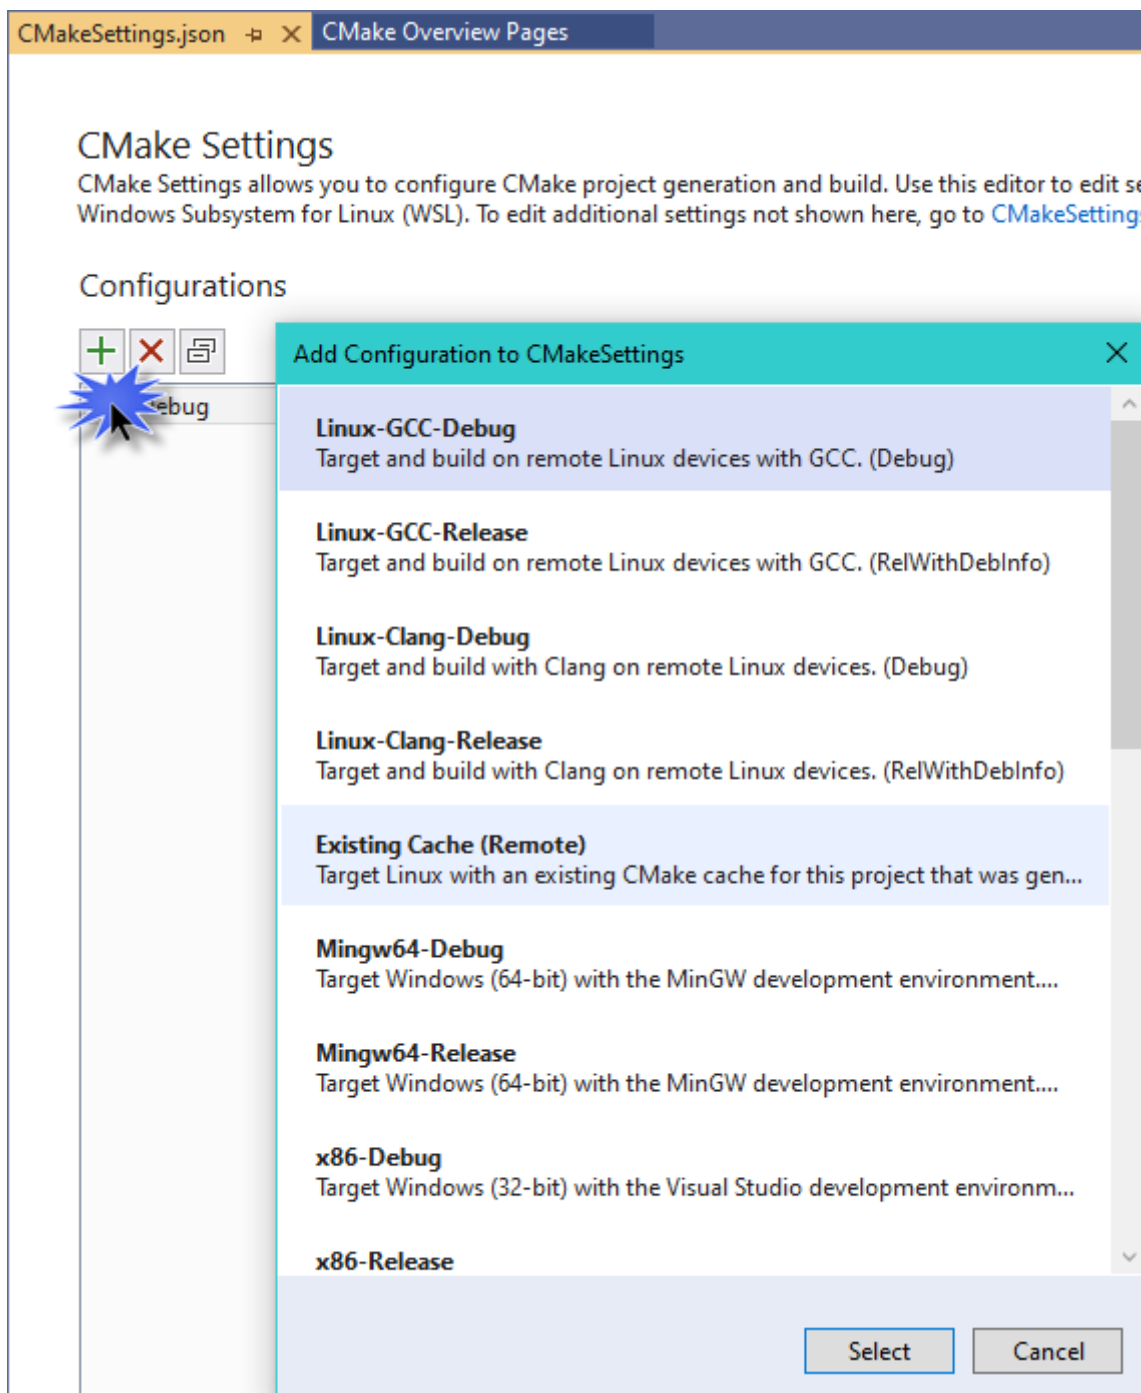 CMakeSettings.json
CMake Overview Pages
CMake Settings
CMake Settings allows you to configure CMake project generation and build. Use this editor to edit
Windows Subsystem for Linux (WSL). To edit additional settings not shown here, go to CMakeSettings
Configurations
Add Configuration to CMakeSettings
Linux-GCC-Debug
Target and build on remote Linux devices with GCC. (Debug)
Linux-GCC-Release
Target and build on remote Linux devices with GCC. (RelWithDebInfo)
Linux-Clang-Debug
Target and build with Clang on remote Linux devices. (Debug)
Linux-Clang-Release
Target and build with Clang on remote Linux devices. (RelWithDebInfo)
Existing Cache (Remote)
Target Linux with an existing CMake cache for this project that was gen...
Mingw64-Debug
Target Windows (64-bit) with the MinGW development environment....
Mingw64-Release
Target Windows (64-bit) with the MinGW development environment....
x86-Debug
Target Windows (32-bit) with the Visual Studio development environm...
x86-Release
Select
Cancel